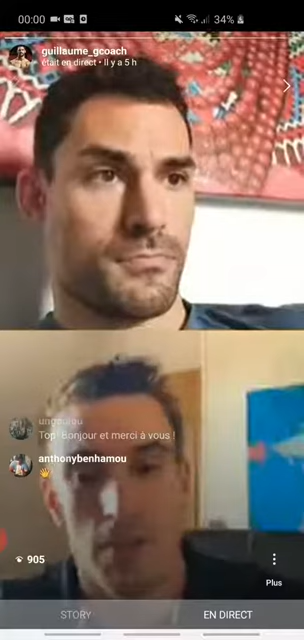 00:00
34%
guillaume_gcoach
était en direct • Il y a 5 h
Top! Bonjour et merci à vous !
anthonybenhamou
👋
905
Plus
STORY
EN DIRECT